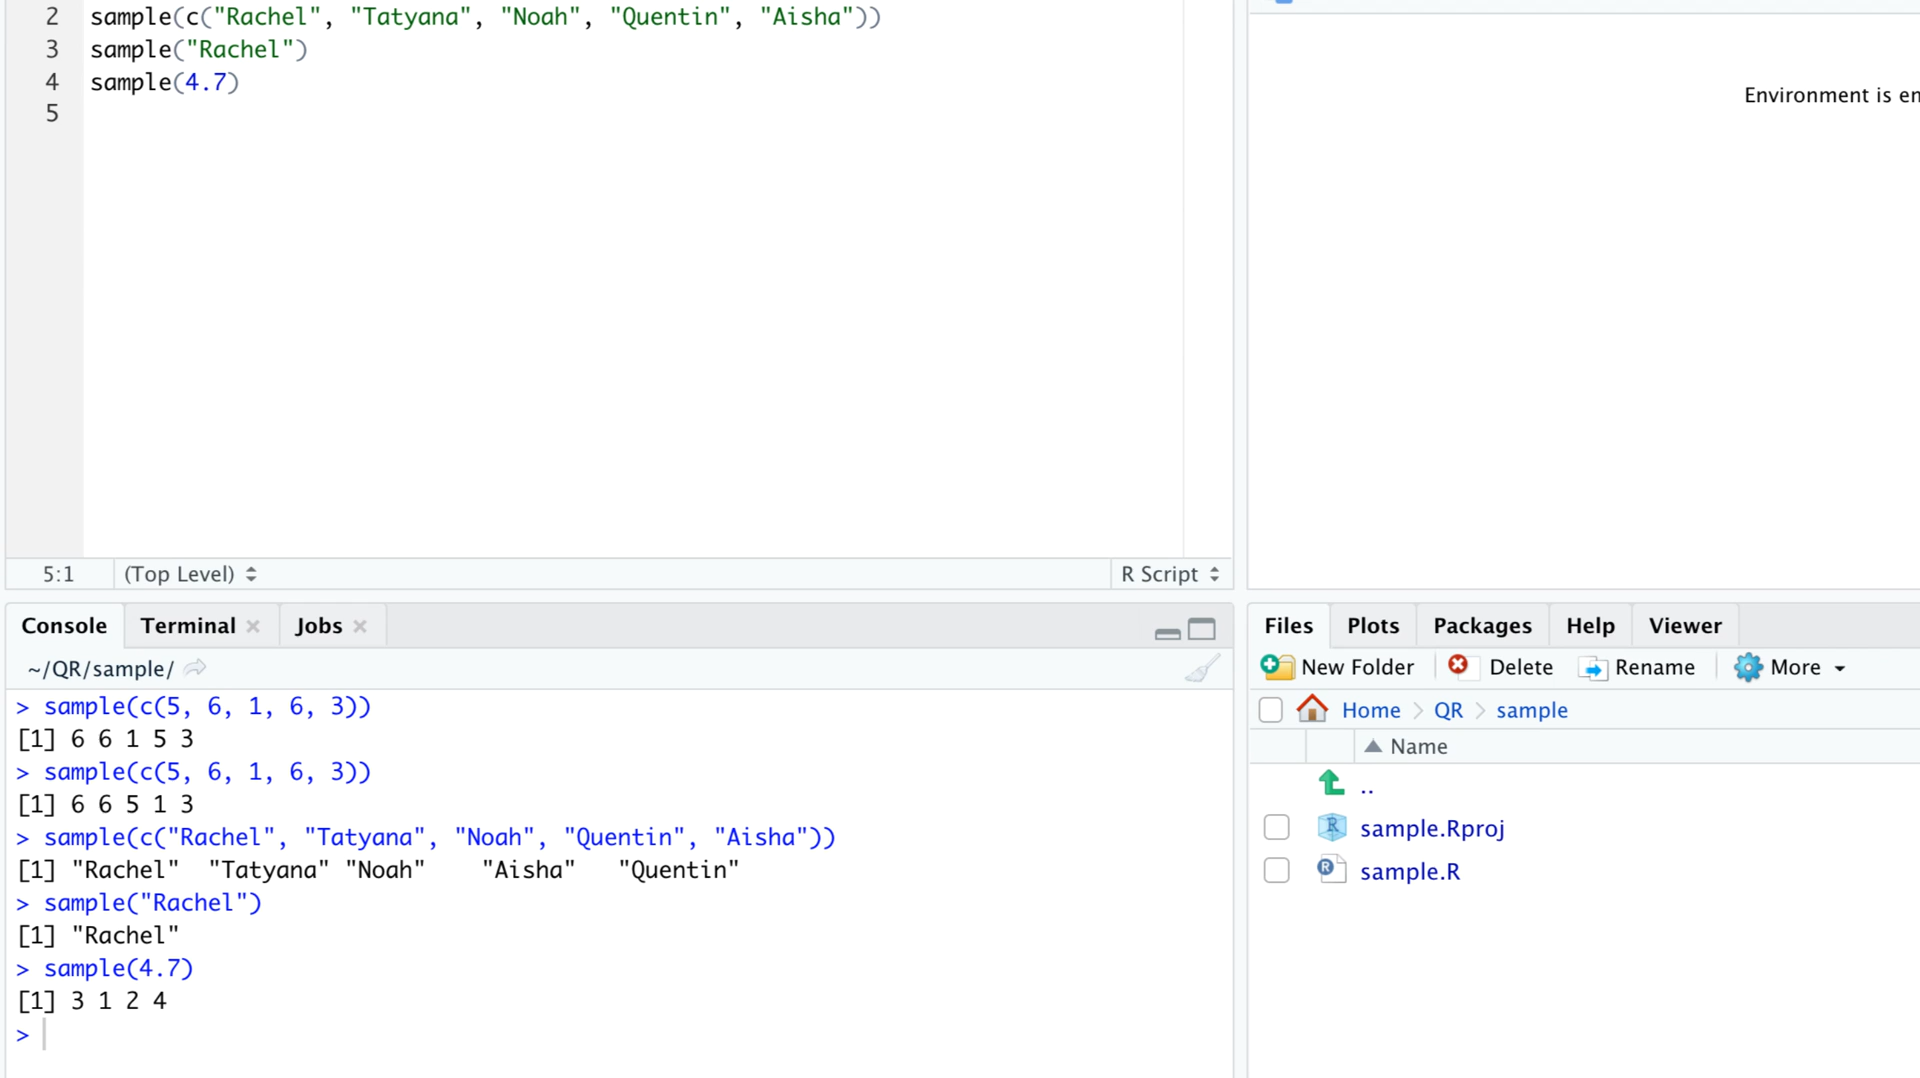 2 sample(c("Rachel", "Tatyana", "Noah", "Quentin", "Aisha"))
3 sample("Rachel")
4 sample(4.7)
5
5:1 (Top Level) R Script
Environment is en
Console Terminal Jobs
~/QR/sample/
> sample(c(5, 6, 1, 6, 3))
[1] 6 6 1 5 3
> sample(c(5, 6, 1, 6, 3))
[1] 6 6 5 1 3
> sample(c("Rachel", "Tatyana", "Noah", "Quentin", "Aisha"))
[1] "Rachel"  "Tatyana" "Noah"    "Aisha"   "Quentin"
> sample("Rachel")
[1] "Rachel"
> sample(4.7)
[1] 3 1 2 4
>
Files Plots Packages Help Viewer
New Folder Delete Rename More
Home > QR > sample
Name
..
sample.Rproj
sample.R